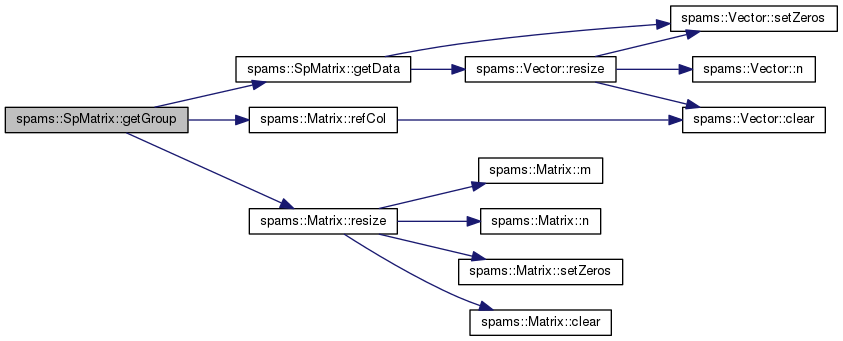 spams::SpMatrix::getGroup
spams::SpMatrix::getData
spams::Matrix::refCol
spams::Matrix::resize
spams::Vector::resize
spams::Vector::setZeros
spams::Vector::n
spams::Vector::clear
spams::Matrix::m
spams::Matrix::n
spams::Matrix::setZeros
spams::Matrix::clear